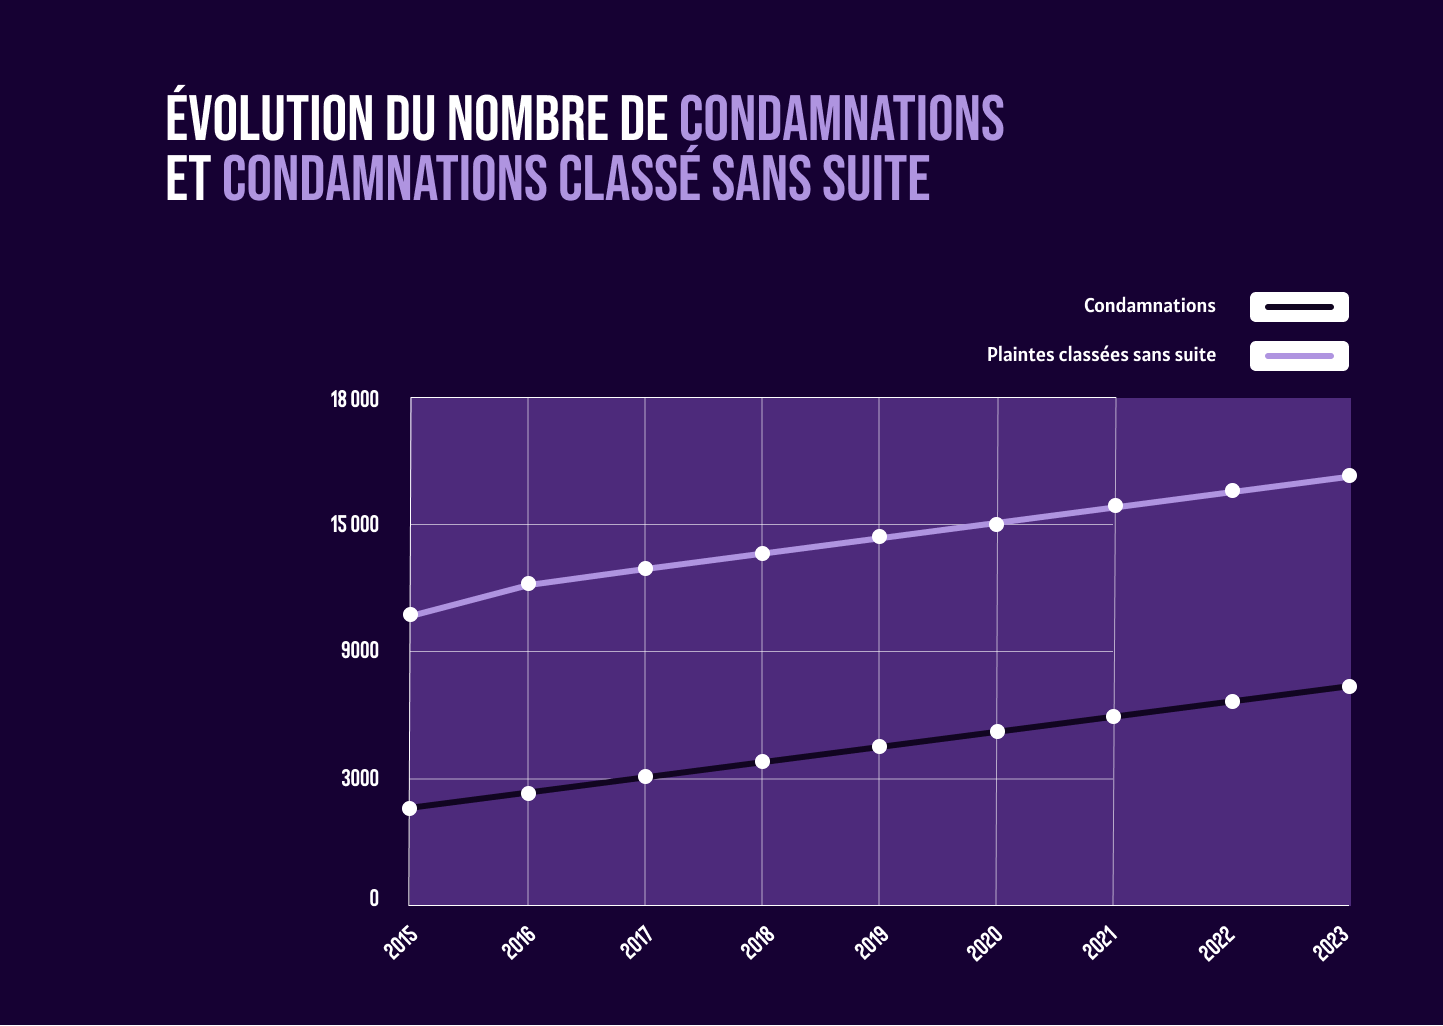 ÉVOLUTION DU NOMBRE DE CONDAMNATIONS
ET CONDAMNATIONS CLASSÉ SANS SUITE
Condamnations
Plaintes classées sans suite
18 000
15 000
9000
3000
0
2015 2016 2017 2018 2019 2020 2021 2022 2023